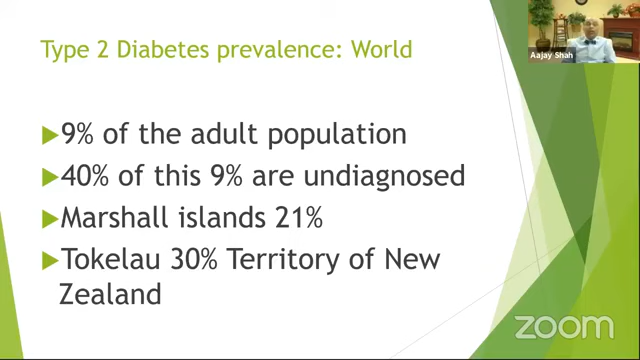 Type 2 Diabetes prevalence: World
Aajay Shah
9% of the adult population
40% of this 9% are undiagnosed
Marshall islands 21%
Tokelau 30% Territory of New
Zealand
zoom